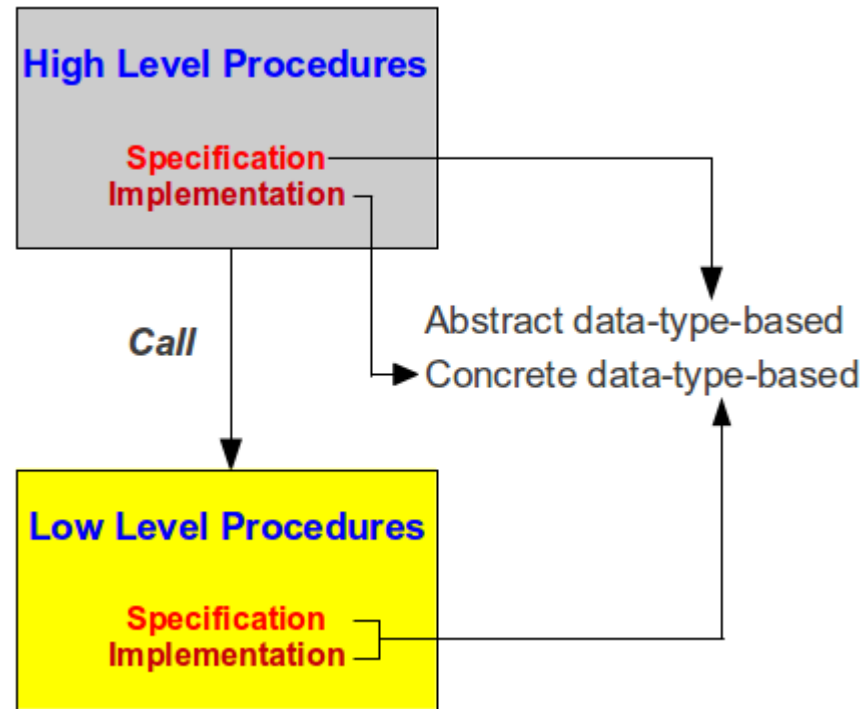 High Level Procedures
Specification
Implementation
Call
Abstract data-type-based
Concrete data-type-based
Low Level Procedures
Specification
Implementation